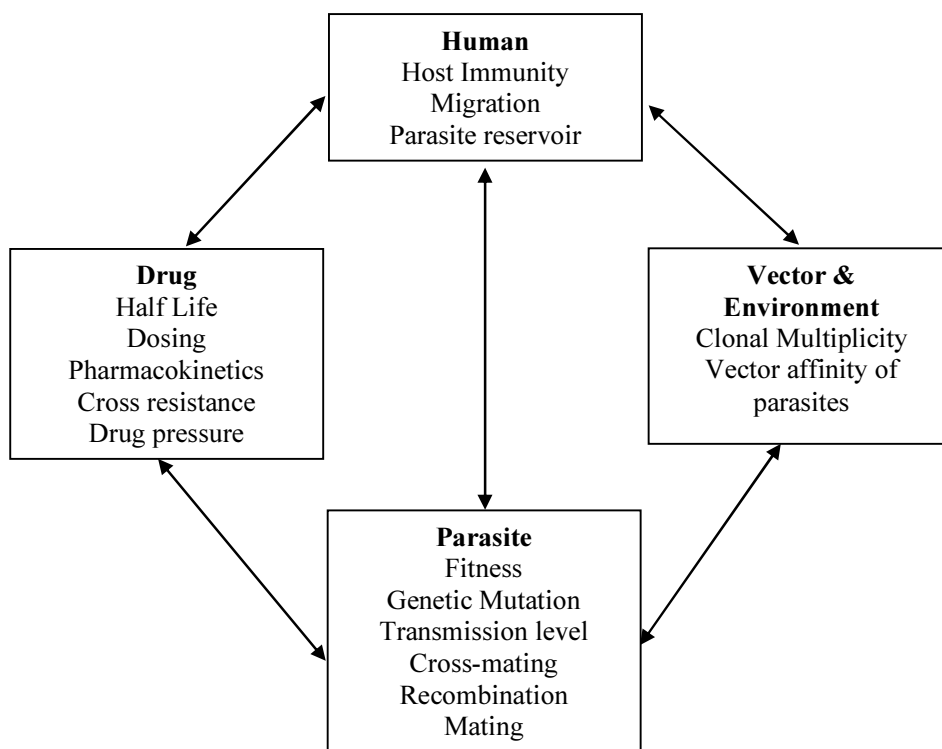 Human
Host Immunity
Migration
Parasite reservoir
Drug
Half Life
Dosing
Pharmacokinetics
Cross resistance
Drug pressure
Vector &
Environment
Clonal Multiplicity
Vector affinity of
parasites
Parasite
Fitness
Genetic Mutation
Transmission level
Cross-mating
Recombination
Mating